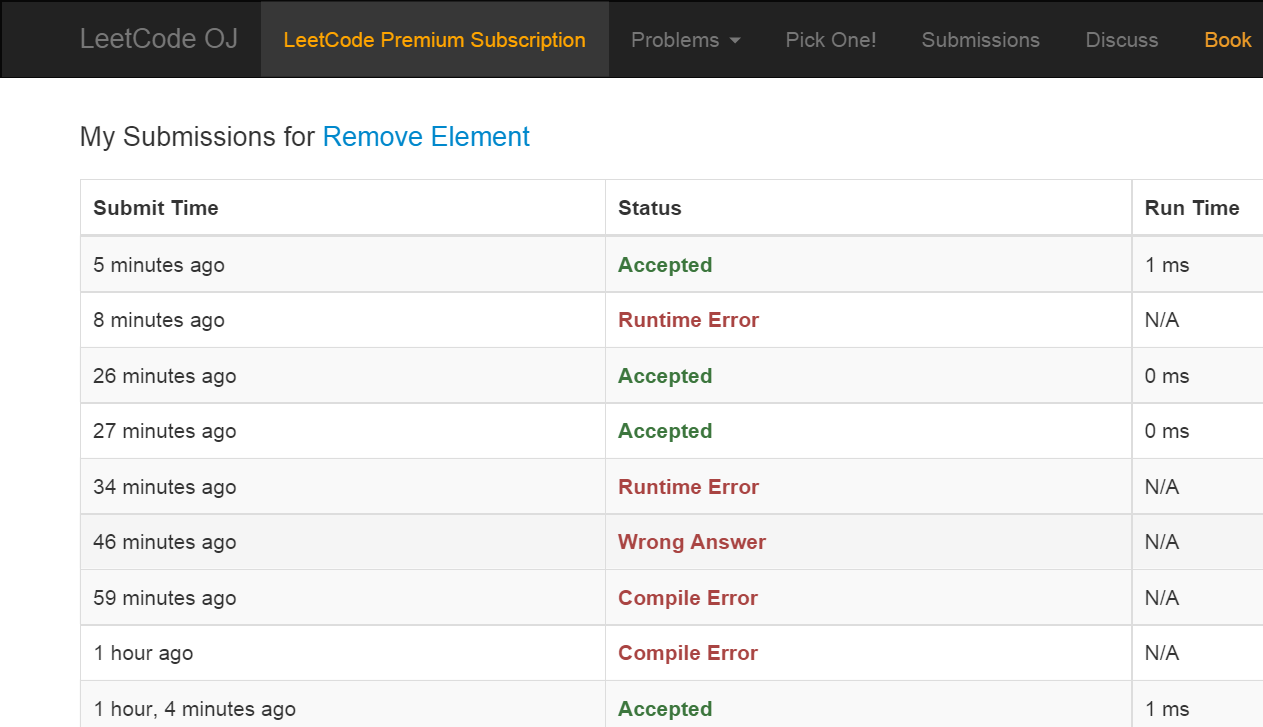 LeetCode OJ LeetCode Premium Subscription Problems Pick One! Submissions Discuss Book
My Submissions for Remove Element
Submit Time Status Run Time
5 minutes ago Accepted 1 ms
8 minutes ago Runtime Error N/A
26 minutes ago Accepted 0 ms
27 minutes ago Accepted 0 ms
34 minutes ago Runtime Error N/A
46 minutes ago Wrong Answer N/A
59 minutes ago Compile Error N/A
1 hour ago Compile Error N/A
1 hour, 4 minutes ago Accepted 1 ms